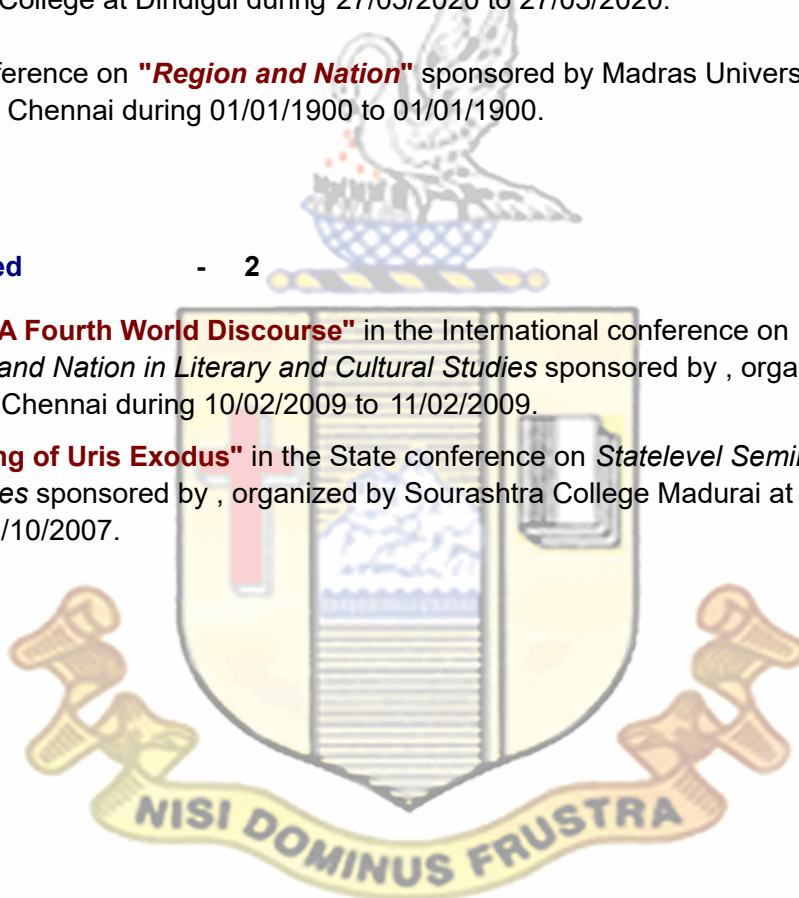 College at Dindigul during 27/05/2020 to 27/05/2020.
ference on "Region and Nation" sponsored by Madras Univers
Chennai during 01/01/1900 to 01/01/1900.
ed - 2
A Fourth World Discourse" in the International conference on
and Nation in Literary and Cultural Studies sponsored by , orga
Chennai during 10/02/2009 to 11/02/2009.
ng of Uris Exodus" in the State conference on Statelevel Semi
es sponsored by , organized by Sourashtra College Madurai at
/10/2007.
NISI DOMINUS FRUSTRA